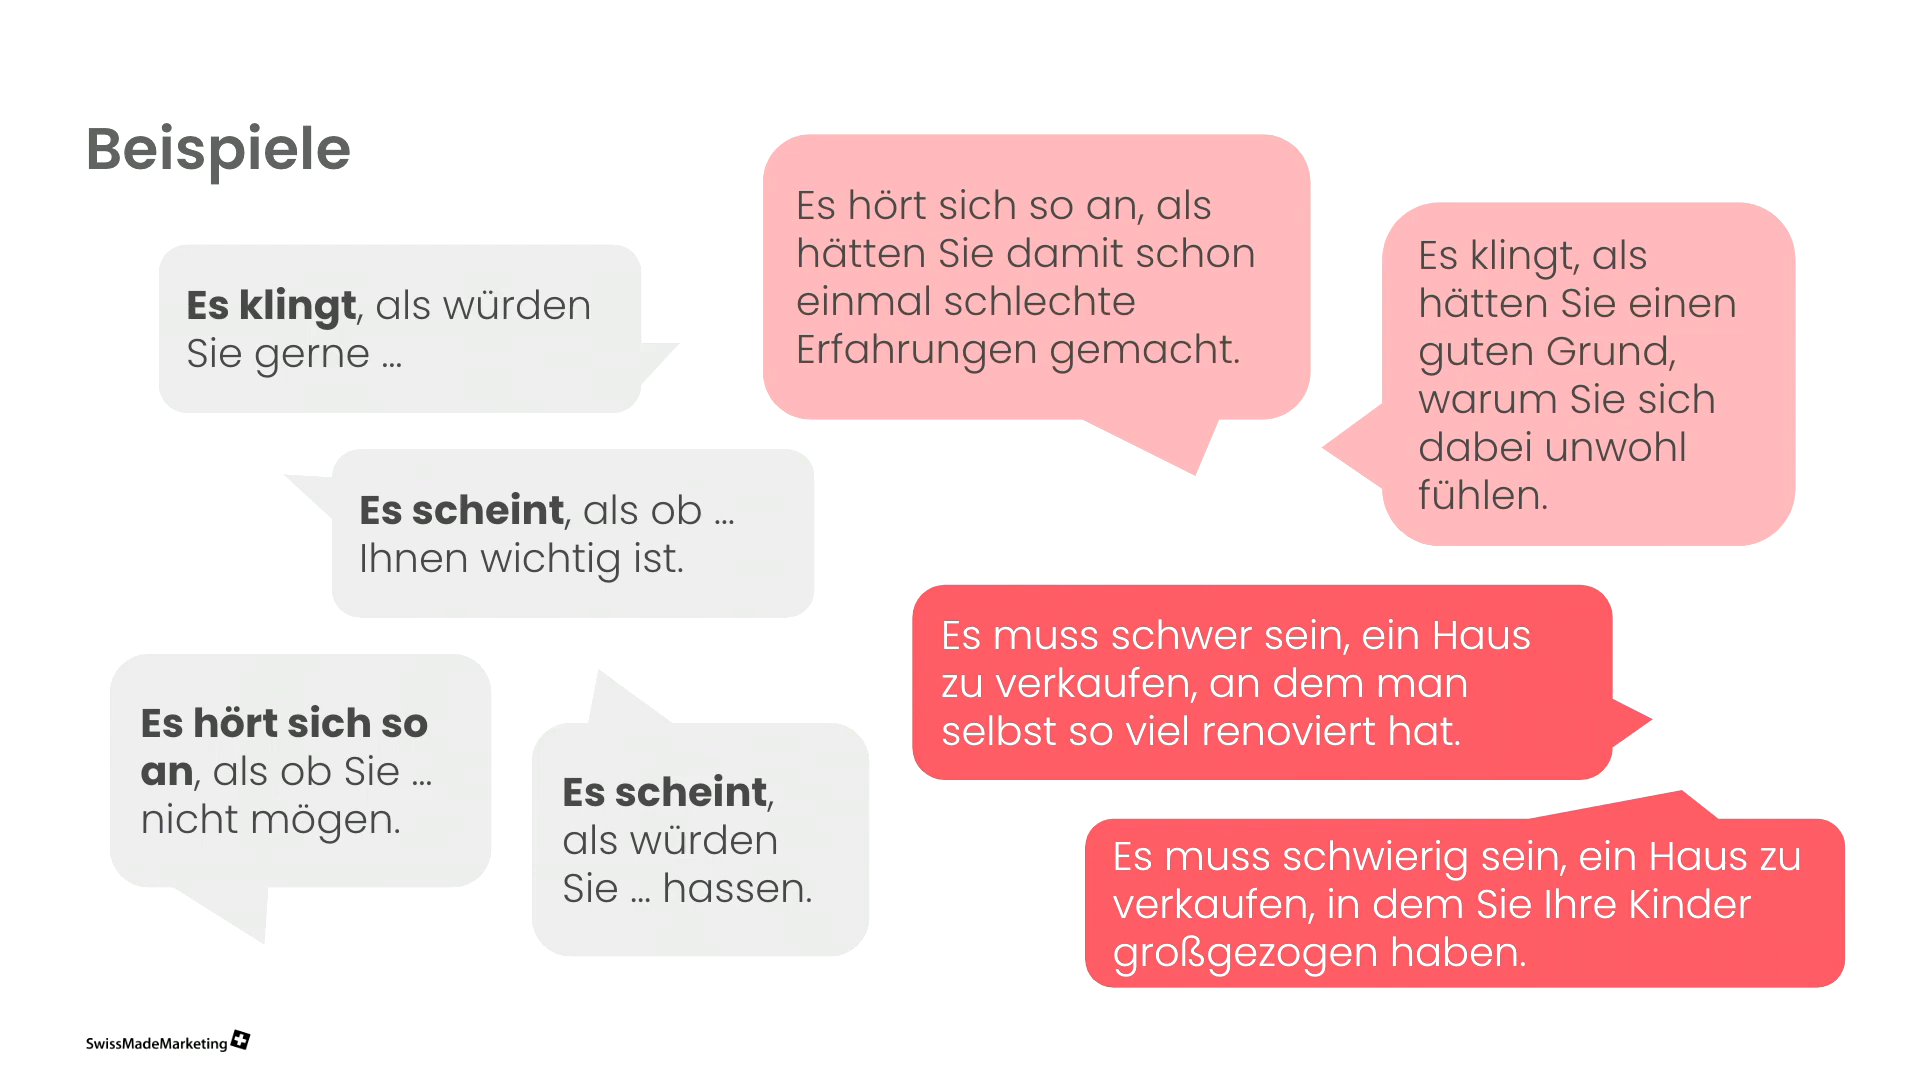 Beispiele
Es klingt, als würden
Sie gerne ...
Es scheint, als ob ...
Ihnen wichtig ist.
Es hört sich so
an, als ob Sie ...
nicht mögen.
Es scheint,
als würden
Sie ... hassen.
Es hört sich so an, als
hätten Sie damit schon
einmal schlechte
Erfahrungen gemacht.
Es klingt, als
hätten Sie einen
guten Grund,
warum Sie sich
dabei unwohl
fühlen.
Es muss schwer sein, ein Haus
zu verkaufen, an dem man
selbst so viel renoviert hat.
Es muss schwierig sein, ein Haus zu
verkaufen, in dem Sie Ihre Kinder
großgezogen haben.
SwissMadeMarketing